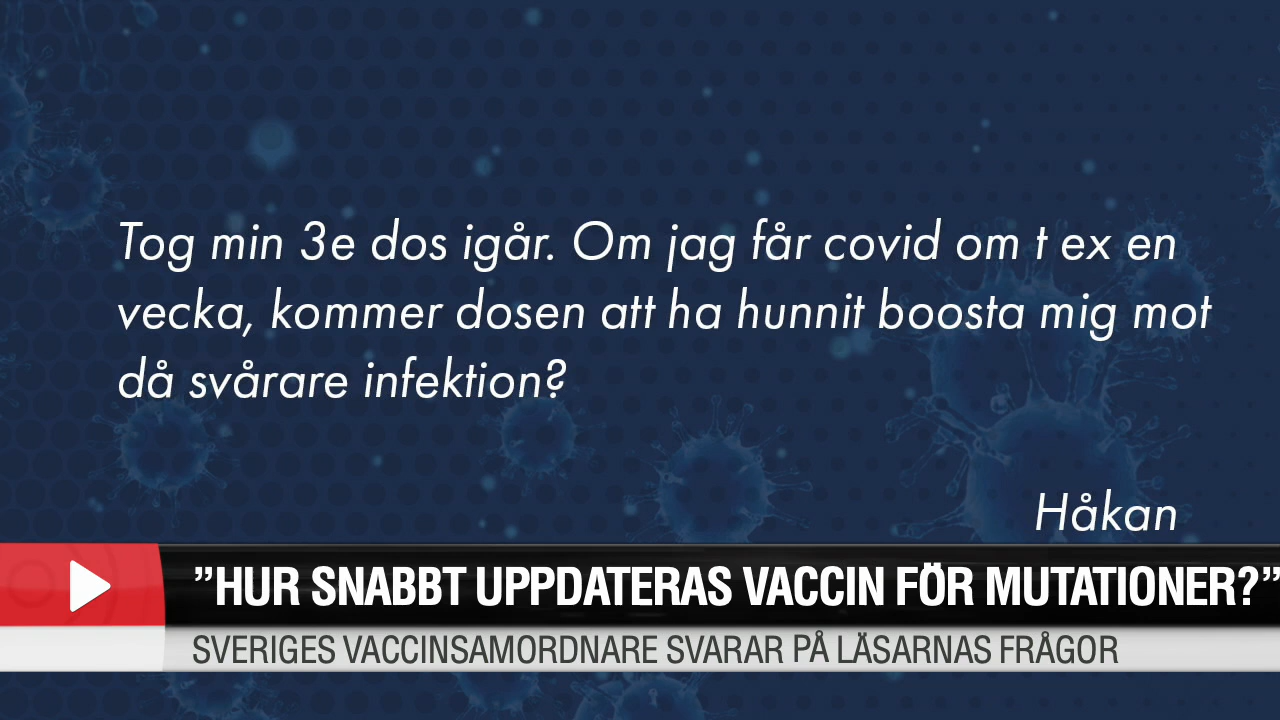 Tog min 3e dos igår. Om jag får covid om t ex en
vecka, kommer dosen att ha hunnit boosta mig mot
då svårare infektion?
Håkan
”HUR SNABBT UPPDATERAS VACCIN FÖR MUTATIONER?”
SVERIGES VACCINSAMORDNARE SVARAR PÅ LÄSARNAS FRÅGOR